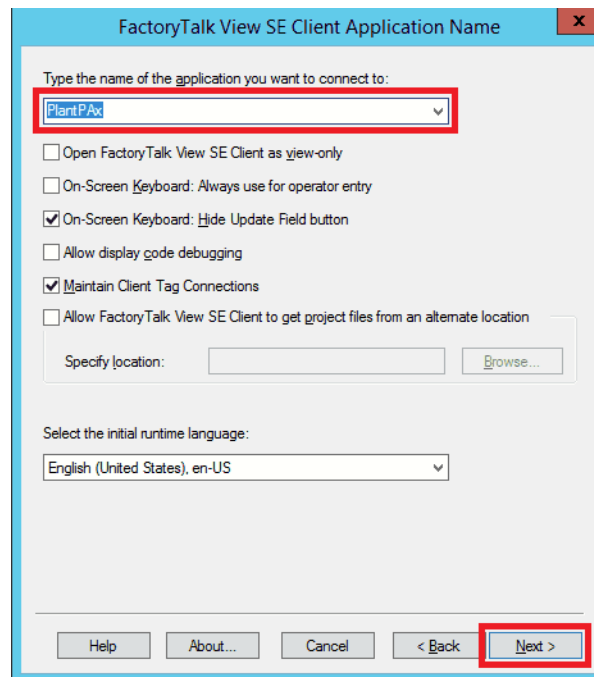 FactoryTalk View SE Client Application Name
x
Type the name of the application you want to connect to:
PlantPAx
Open FactoryTalk View SE Client as view-only
On-Screen Keyboard: Always use for operator entry
On-Screen Keyboard: Hide Update Field button
Allow display code debugging
Maintain Client Tag Connections
Allow FactoryTalk View SE Client to get project files from an alternate location
Specify location:
Browse...
Select the initial runtime language:
English (United States), en-US
Help About... Cancel < Back Next >